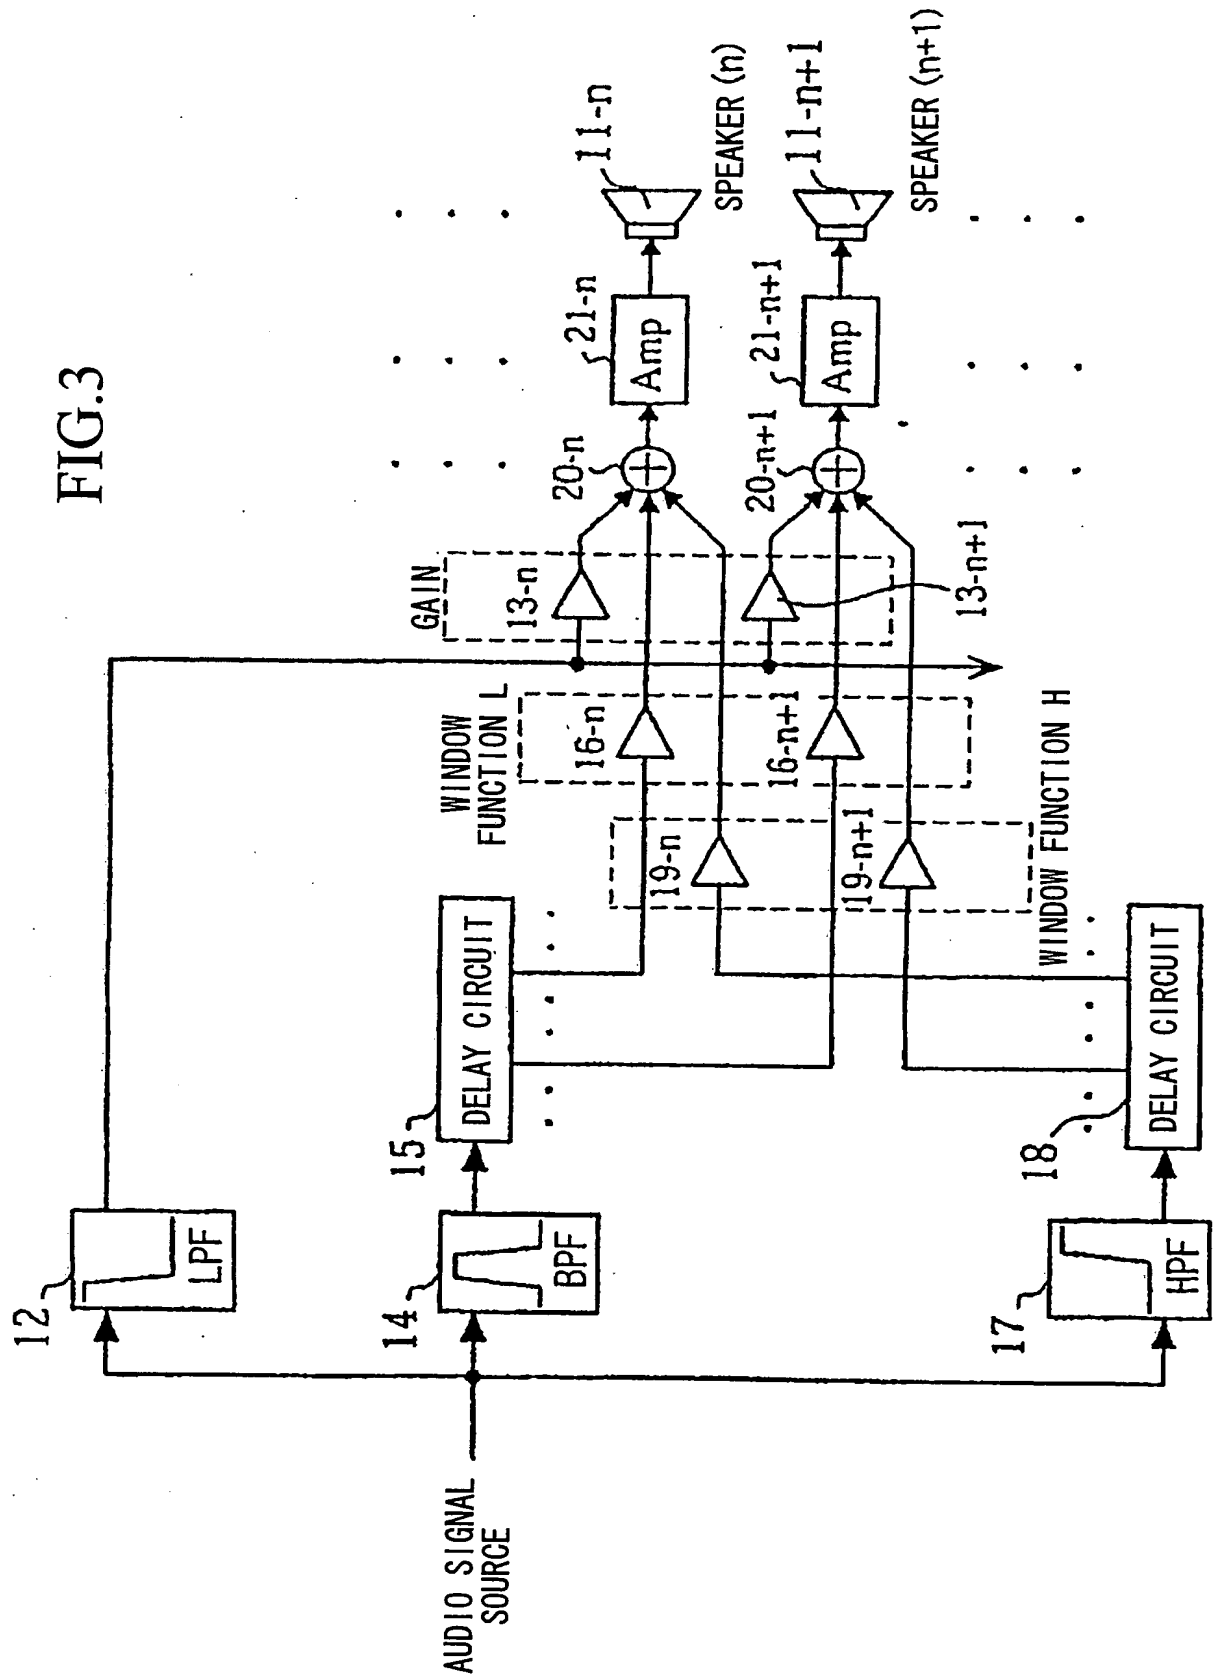 FIG.3
12
LPF
14
BPF
15
DELAY CIRCUIT
17
HPF
18
DELAY CIRCUIT
AUDIO SIGNAL
SOURCE
WINDOW
FUNCTION L
16-n
16-n+1
19-n
19-n+1
WINDOW FUNCTION H
GAIN
13-n
13-n+1
20-n
20-n+1
21-n
Amp
21-n+1
Amp
11-n
SPEAKER (n)
11-n+1
SPEAKER (n+1)